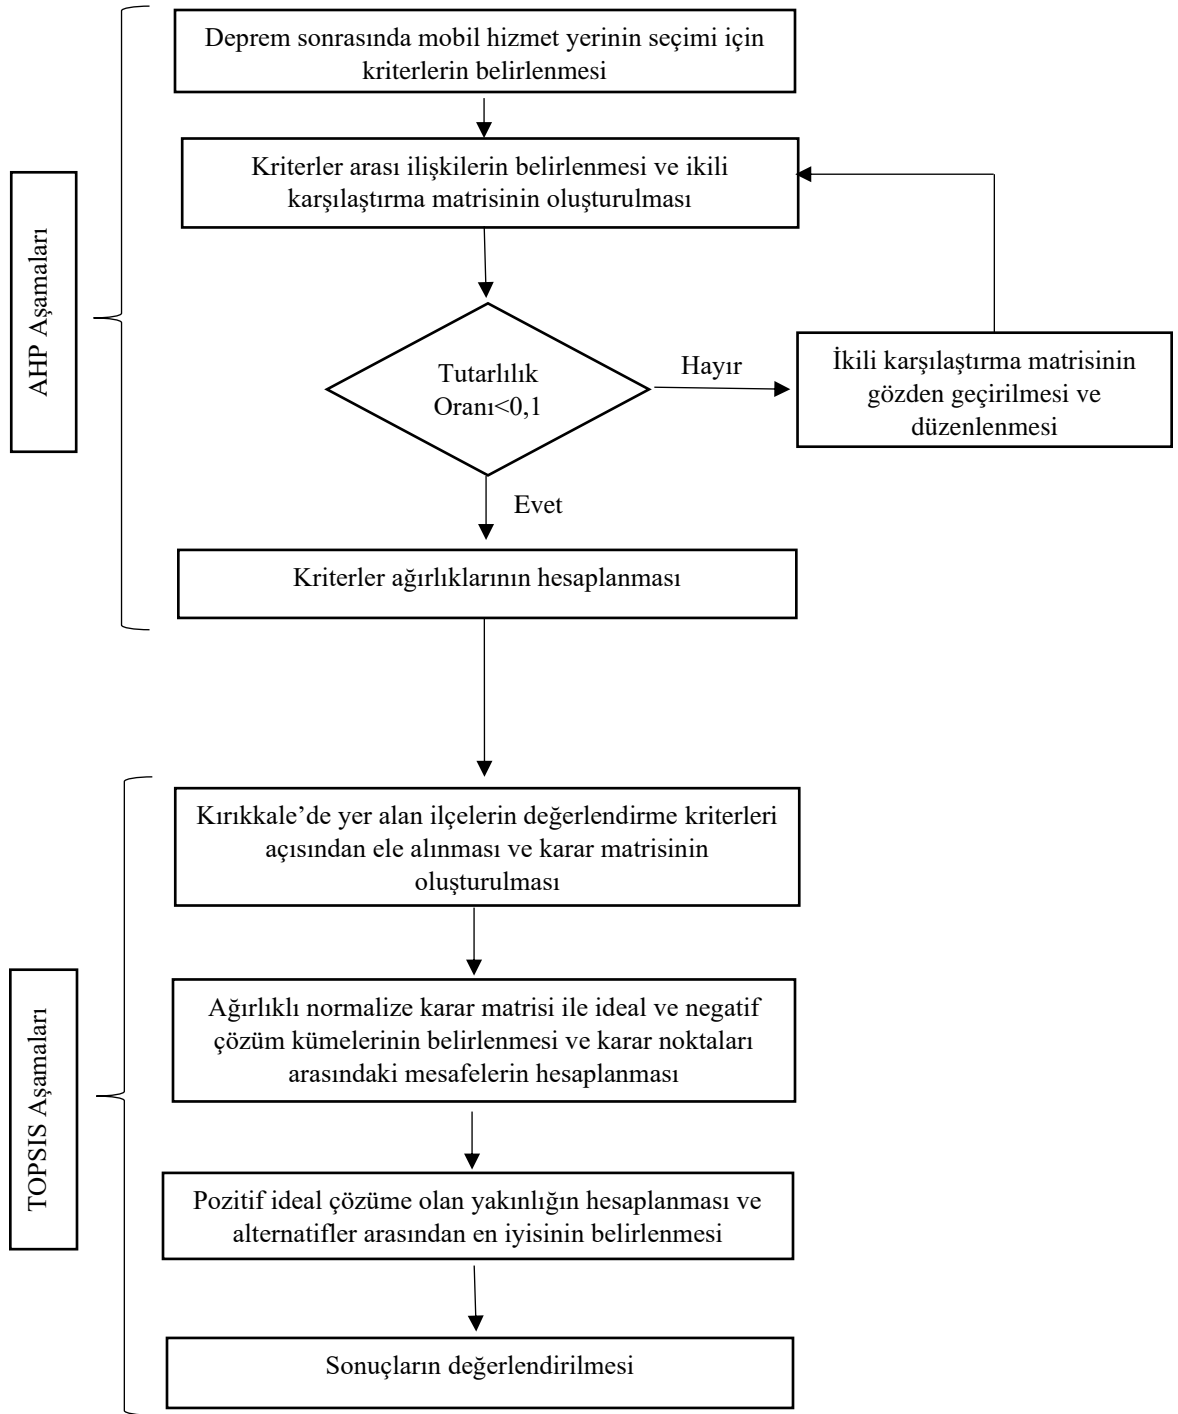 Deprem sonrasında mobil hizmet yerinin seçimi için
kriterlerin belirlenmesi
Kriterler arası ilişkilerin belirlenmesi ve ikili
karşılaştırma matrisinin oluşturulması
AHP Aşamaları
Tutarlılık
Oranı<0,1
Hayır
İkili karşılaştırma matrisinin
gözden geçirilmesi ve
düzenlenmesi
Evet
Kriterler ağırlıklarının hesaplanması
Kırıkkale’de yer alan ilçelerin değerlendirme kriterleri
açısından ele alınması ve karar matrisinin
oluşturulması
TOPSIS Aşamaları
Ağırlıklı normalize karar matrisi ile ideal ve negatif
çözüm kümelerinin belirlenmesi ve karar noktaları
arasındaki mesafelerin hesaplanması
Pozitif ideal çözüme olan yakınlığın hesaplanması ve
alternatifler arasından en iyisinin belirlenmesi
Sonuçların değerlendirilmesi